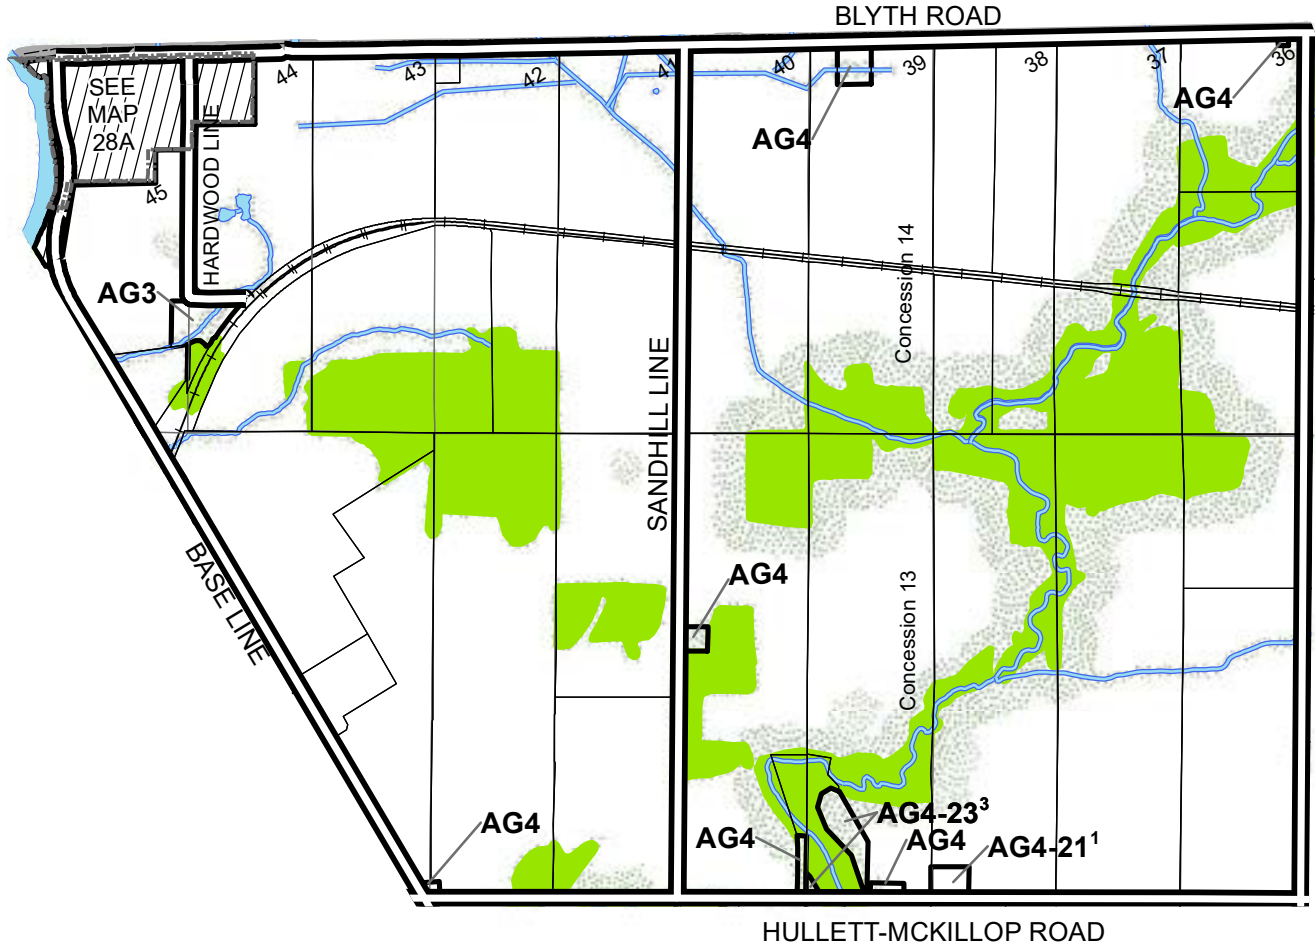 BLYTH ROAD
SEE
MAP
28A
44
43
42
41
40
39
38
37
36
AG4
AG4
45
HARDWOOD LINE
AG3
Concession 14
SANDHILL LINE
BASE LINE
AG4
Concession 13
AG4
AG4
AG4-23³
AG4
AG4-21¹
HULLETT-MCKILLOP ROAD